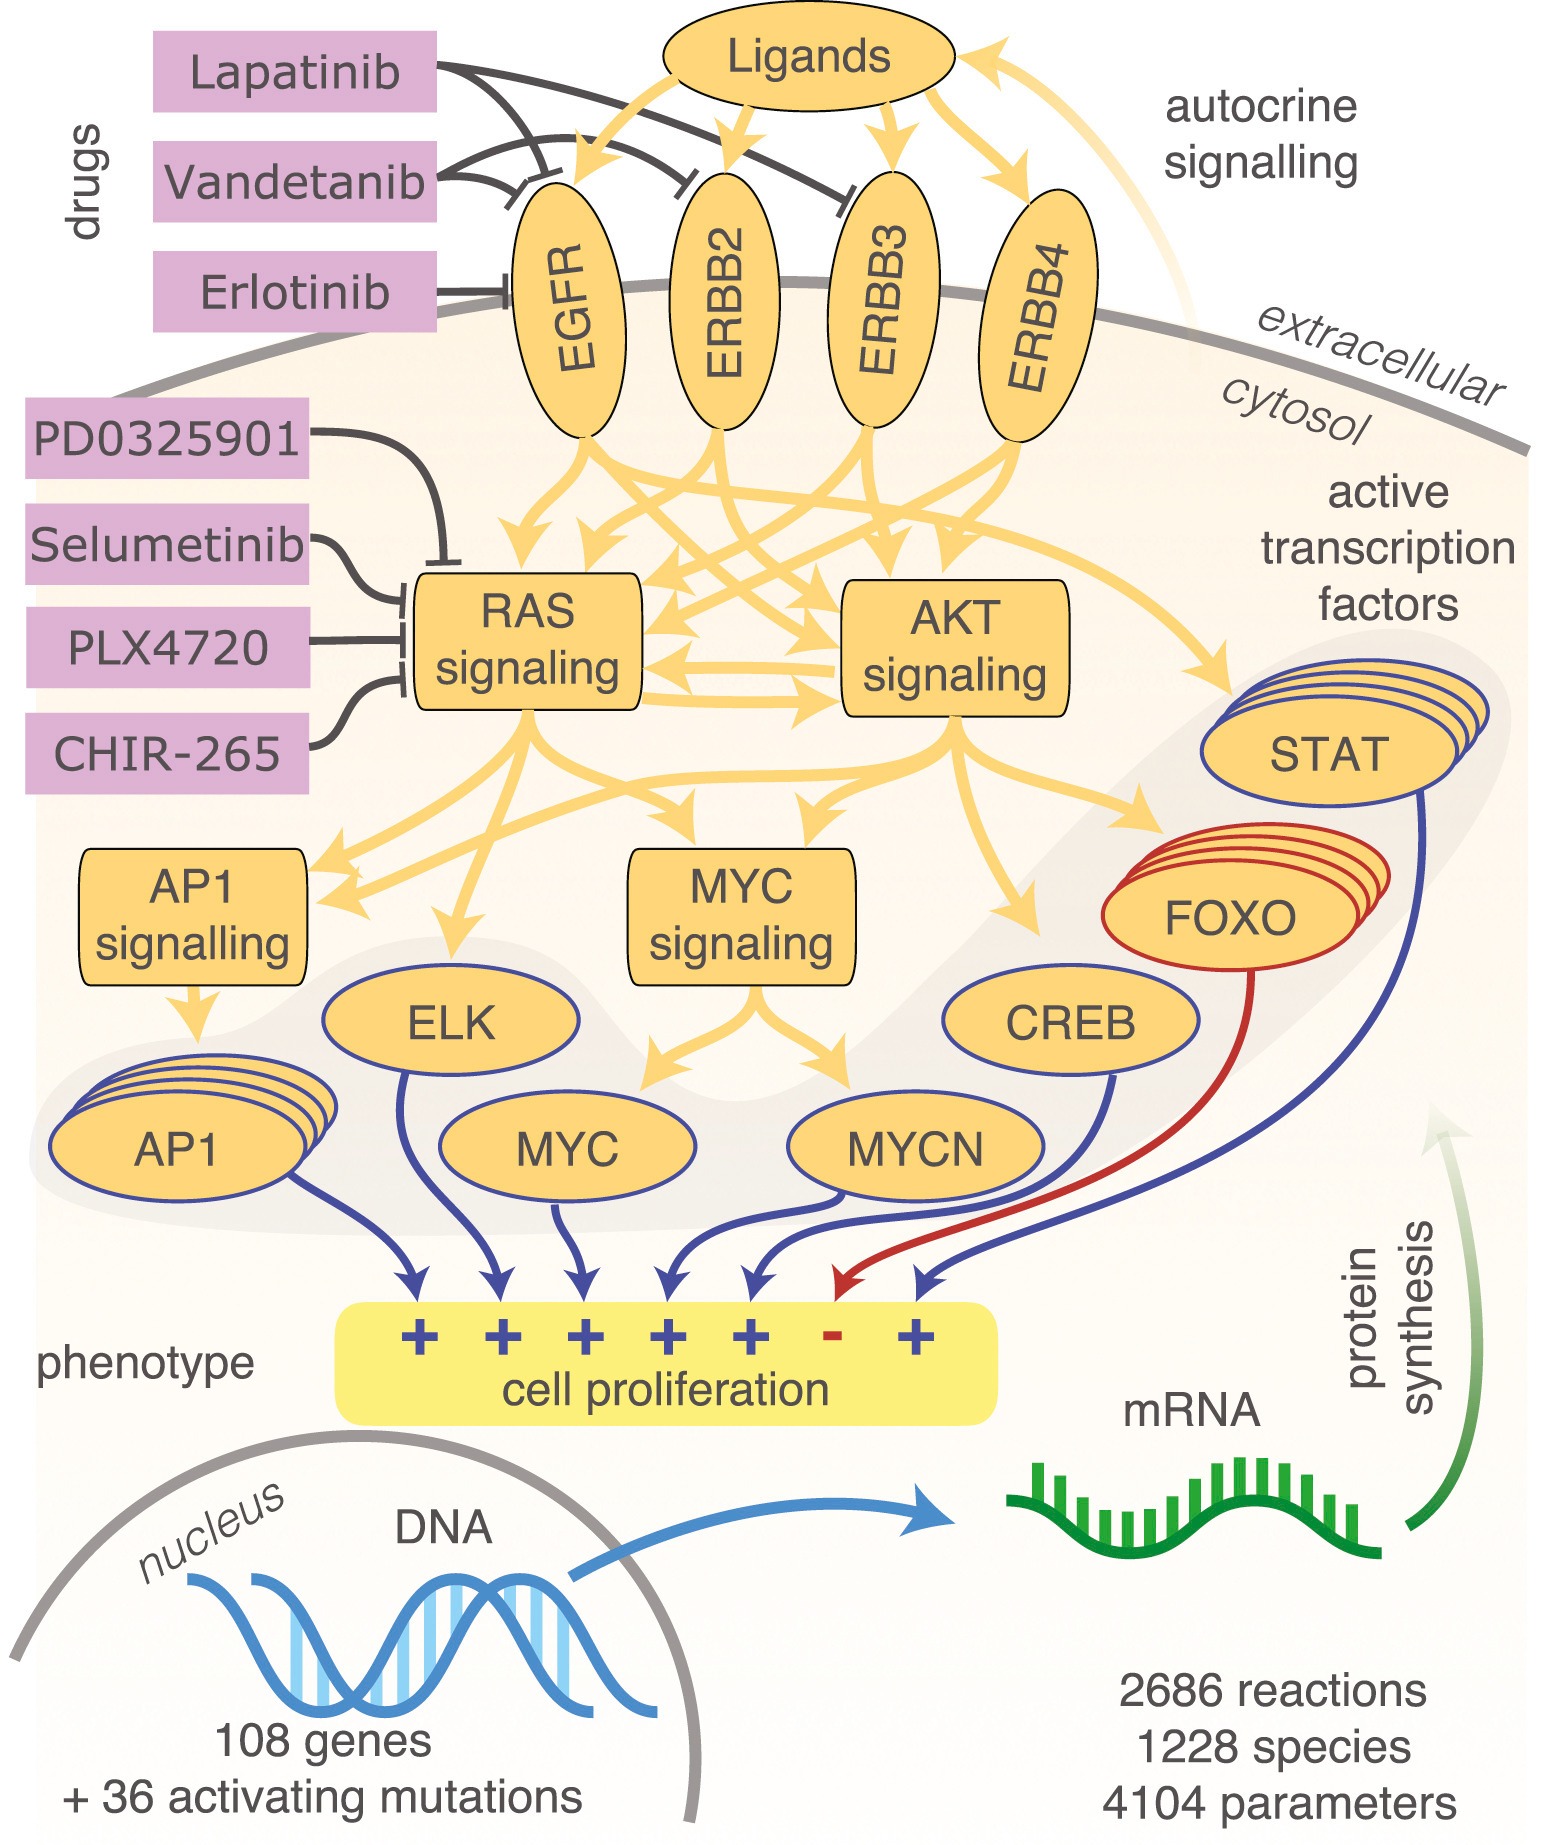 Ligands
Lapatinib
Vandetanib
Erlotinib
drugs
autocrine
signalling
EGFR
ERBB2
ERBB3
ERBB4
extracellular
cytosol
PD0325901
Selumetinib
PLX4720
CHIR-265
RAS
signaling
AKT
signaling
active
transcription
factors
STAT
FOXO
AP1
signalling
MYC
signaling
ELK
CREB
AP1
MYC
MYCN
+ + + + + - +
cell proliferation
phenotype
protein
synthesis
mRNA
nucleus
DNA
108 genes
+ 36 activating mutations
2686 reactions
1228 species
4104 parameters